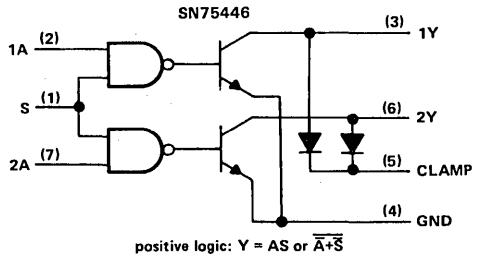 SN75446
1A (2)
(3) 1Y
S (1)
(6) 2Y
2A (7)
(5) CLAMP
(4) GND
positive logic: Y = AS or A̅+S̅